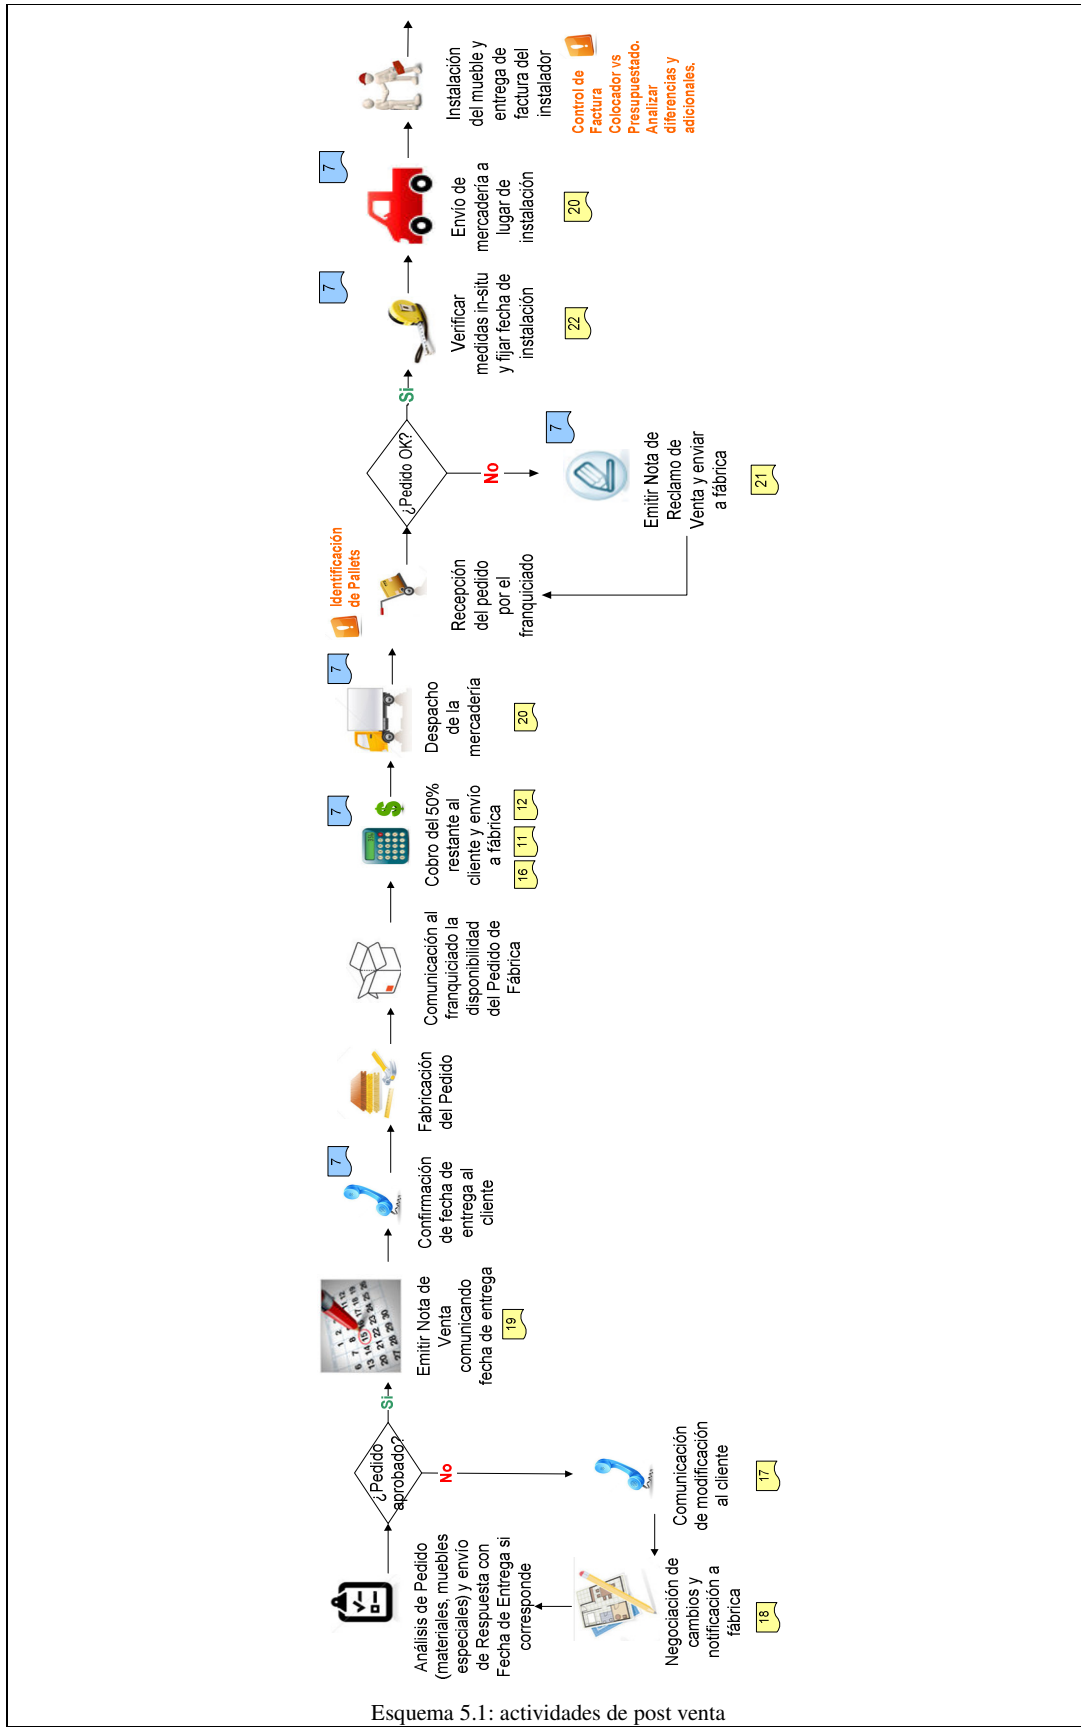 Análisis de Pedido
(materiales, muebles
especiales) y envío
de Respuesta con
Fecha de Entrega si
corresponde
¿Pedido
aprobado?
No
Comunicación
de modificación
al cliente
17
Negociación de
cambios y
notificación a
fábrica
18
Si
Emitir Nota de
Venta
comunicando
fecha de entrega
19
7
Confirmación
de fecha de
entrega al
cliente
Fabricación
del Pedido
Comunicación al
franquiciado la
disponibilidad
del Pedido de
Fábrica
7
$
Cobro del 50%
restante al
cliente y envío
a fábrica
16
11
12
7
Despacho
de la
mercadería
20
Identificación
de Pallets
Recepción
del pedido
por el
franquiciado
¿Pedido OK?
No
7
Emitir Nota de
Reclamo de
Venta y enviar
a fábrica
21
Si
7
Verificar
medidas in-situ
y fijar fecha de
instalación
22
7
Envío de
mercadería a
lugar de
instalación
20
Instalación
del mueble y
entrega de
factura del
instalador
Control de
Factura
Colocador vs
Presupuestado.
Analizar
diferencias y
adicionales.
Esquema 5.1: actividades de post venta